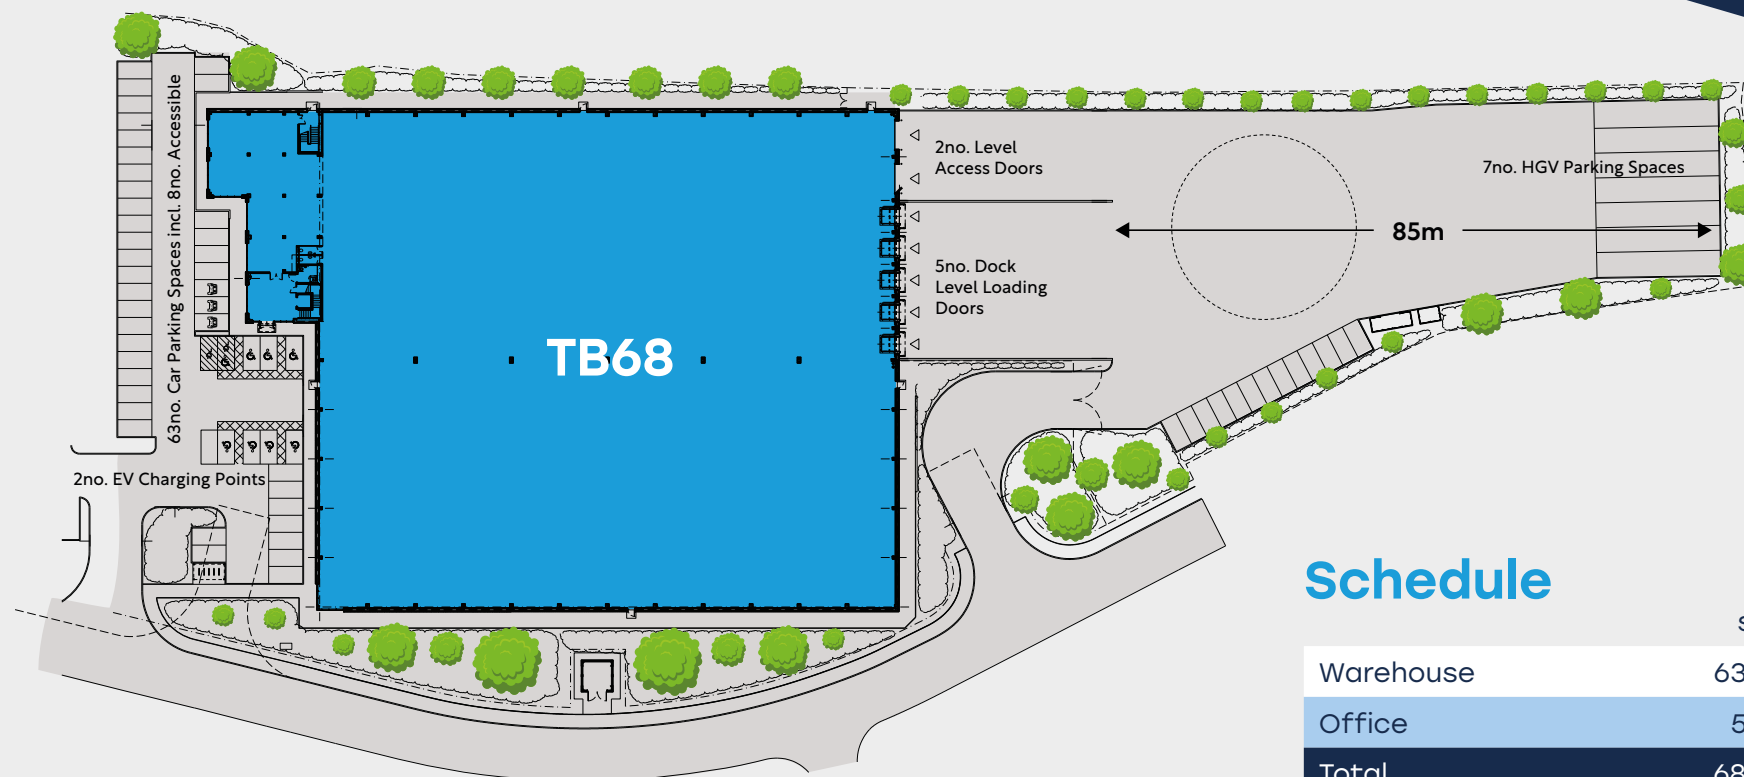 63no. Car Parking Spaces incl. 8no. Accessible
2no. Level
Access Doors
7no. HGV Parking Spaces
85m
5no. Dock
Level Loading
Doors
TB68
2no. EV Charging Points
Schedule
Warehouse 63
Office 5
Total 68